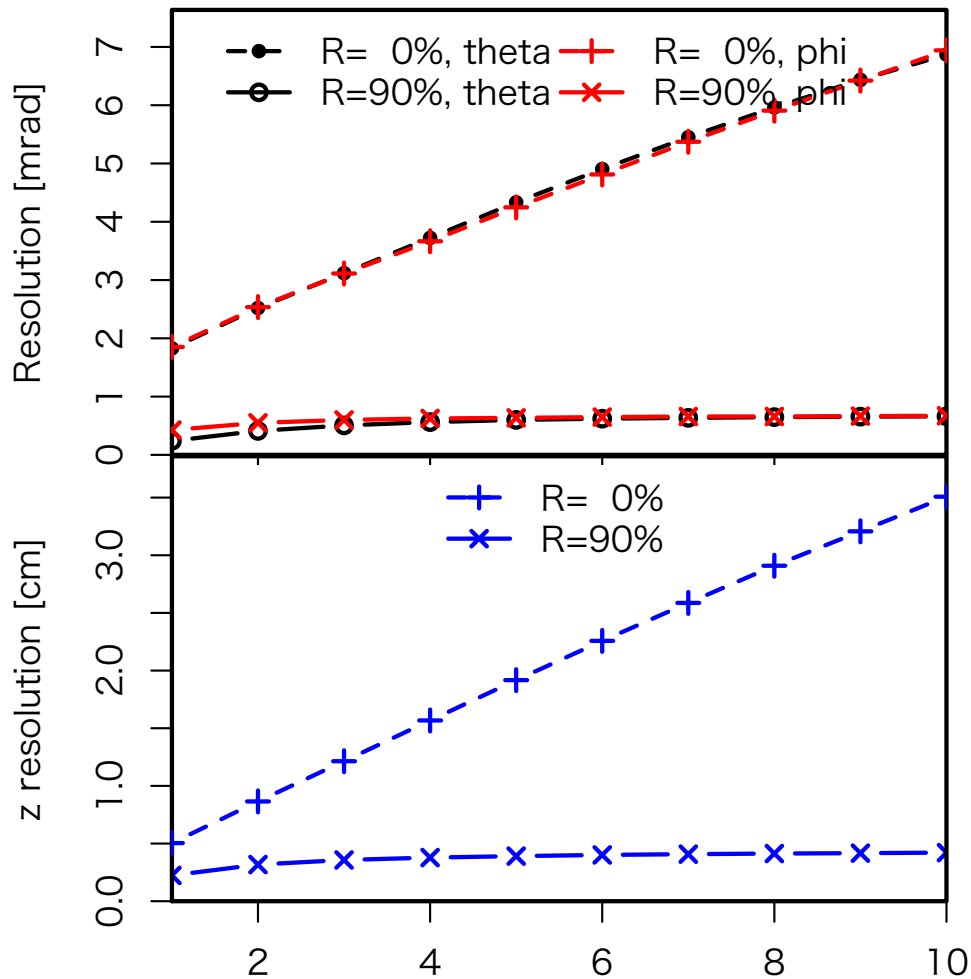 Resolution [mrad]
7
6
5
4
3
2
1
0
R= 0%, theta
R=90%, theta
R= 0%, phi
R=90%, phi
z resolution [cm]
3.0
2.0
1.0
0.0
R= 0%
R=90%
2 4 6 8 10